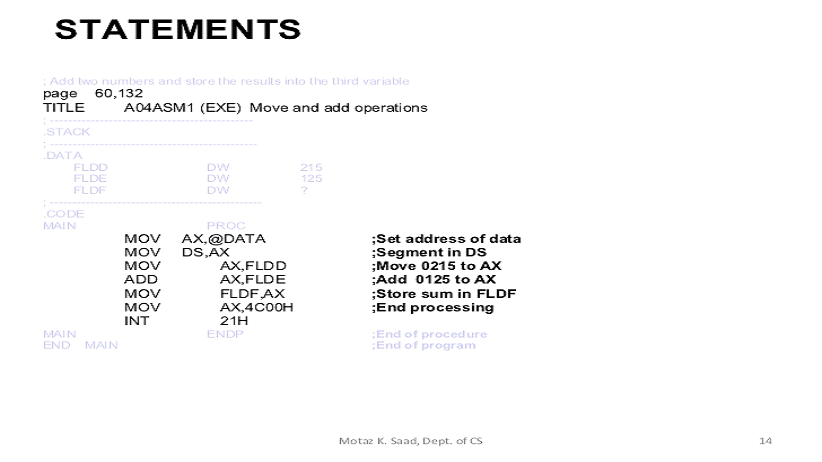 STATEMENTS
; Add two numbers and store the results into the third variable
page 60,132
TITLE A04ASM1 (EXE) Move and add operations
; ---------------------------------------------
.STACK
; ----------------------------------------------
.DATA
FLDD DW 215
FLDE DW 125
FLDF DW ?
; -----------------------------------------------
.CODE
MAIN PROC
MOV AX,@DATA ;Set address of data
MOV DS,AX ;Segment in DS
MOV AX,FLDD ;Move 0215 to AX
ADD AX,FLDE ;Add 0125 to AX
MOV FLDF,AX ;Store sum in FLDF
MOV AX,4C00H ;End processing
INT 21H
MAIN ENDP ;End of procedure
END MAIN ;End of program
Motaz K. Saad, Dept. of CS 14